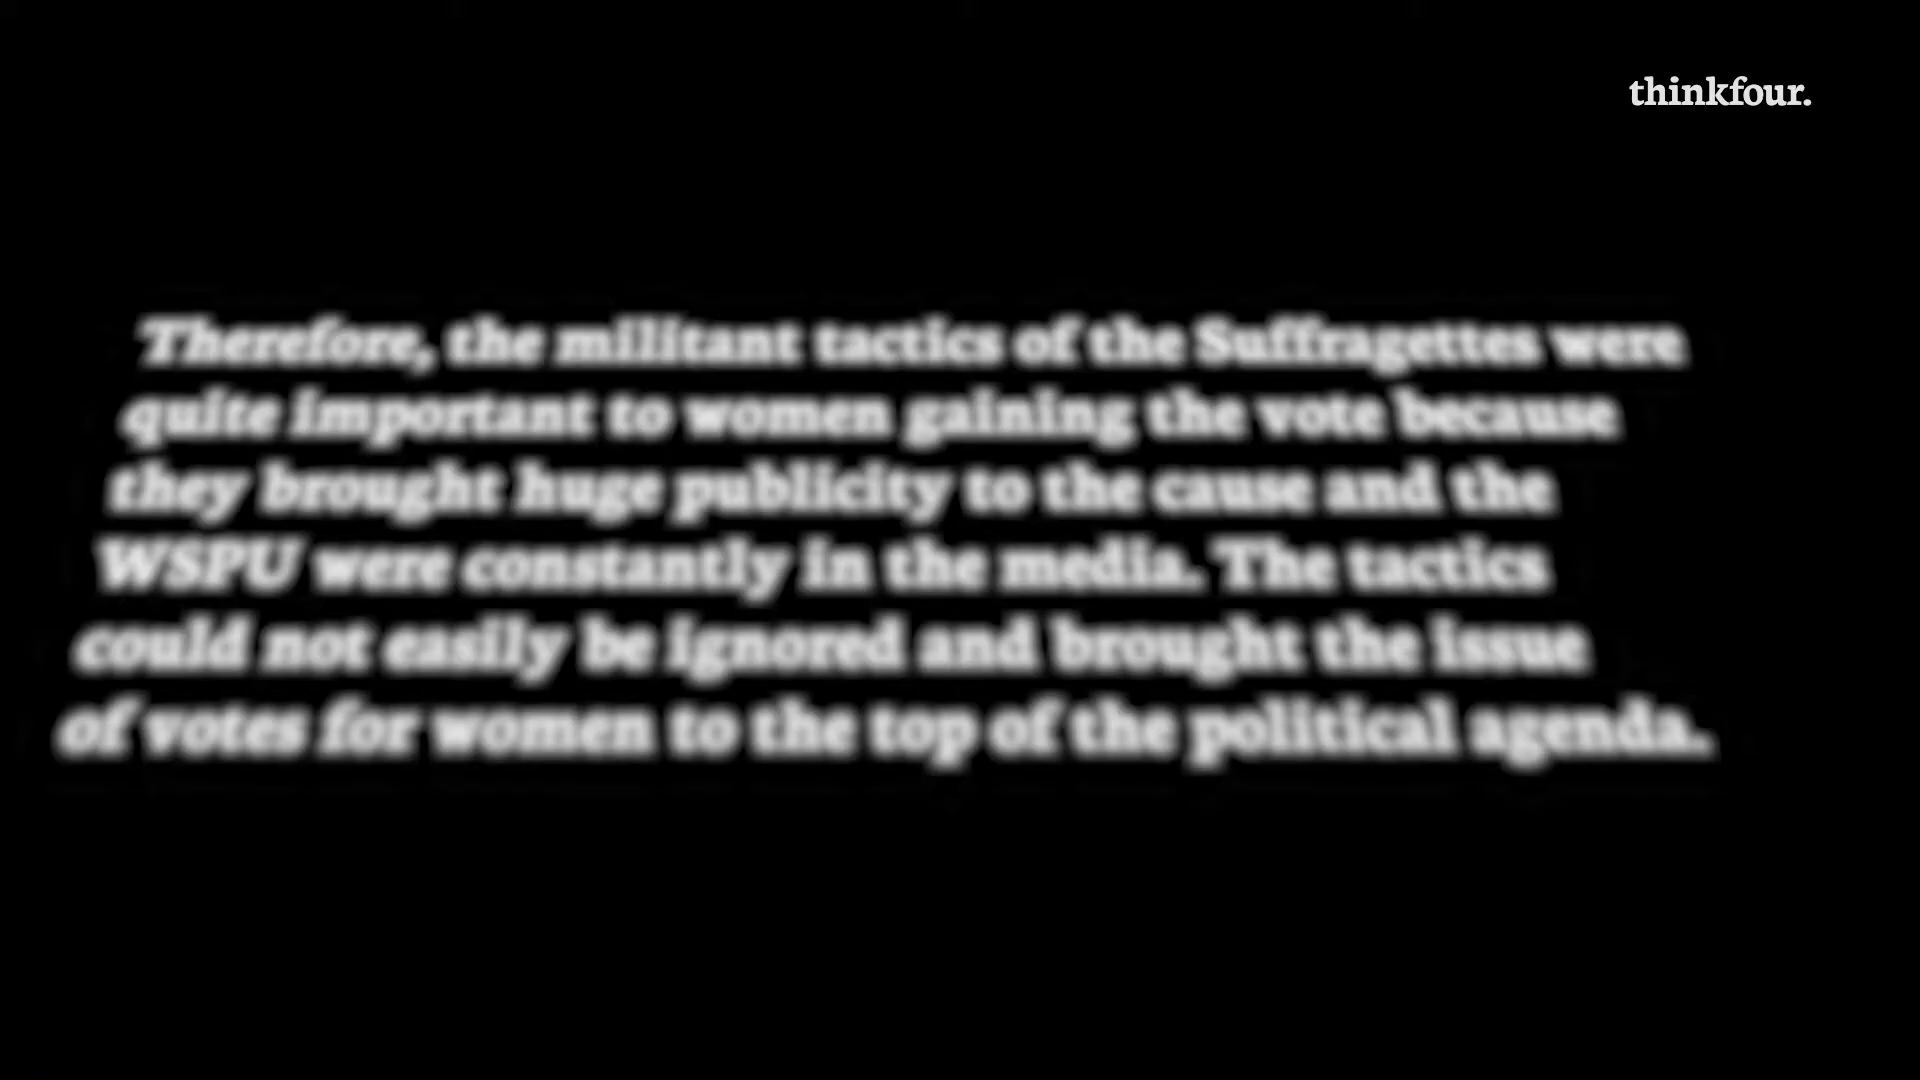 thinkfour.
Therefore, the militant tactics of the Suffragettes were
quite important to women gaining the vote because
they brought huge publicity to the cause and the
WSPU were constantly in the media. The tactics
could not easily be ignored and brought the issue
of votes for women to the top of the political agenda.